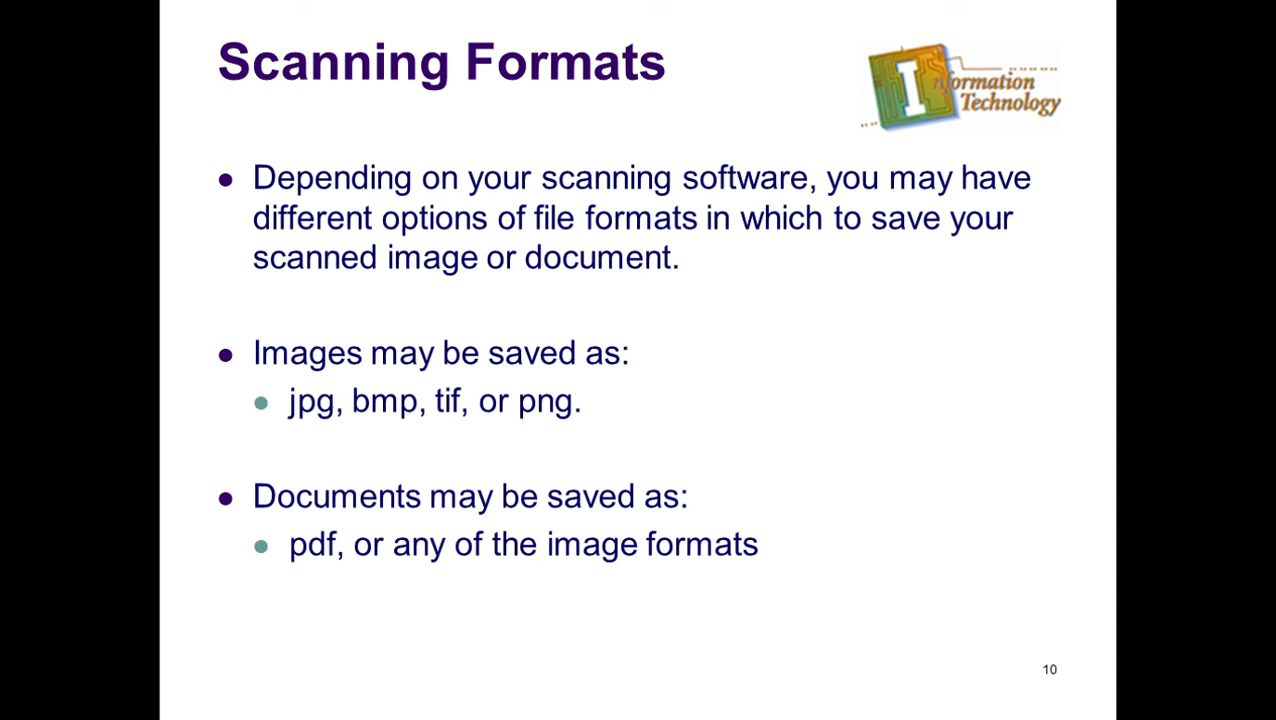 Scanning Formats
Information
Technology
Depending on your scanning software, you may have
different options of file formats in which to save your
scanned image or document.
Images may be saved as:
jpg, bmp, tif, or png.
Documents may be saved as:
pdf, or any of the image formats
10